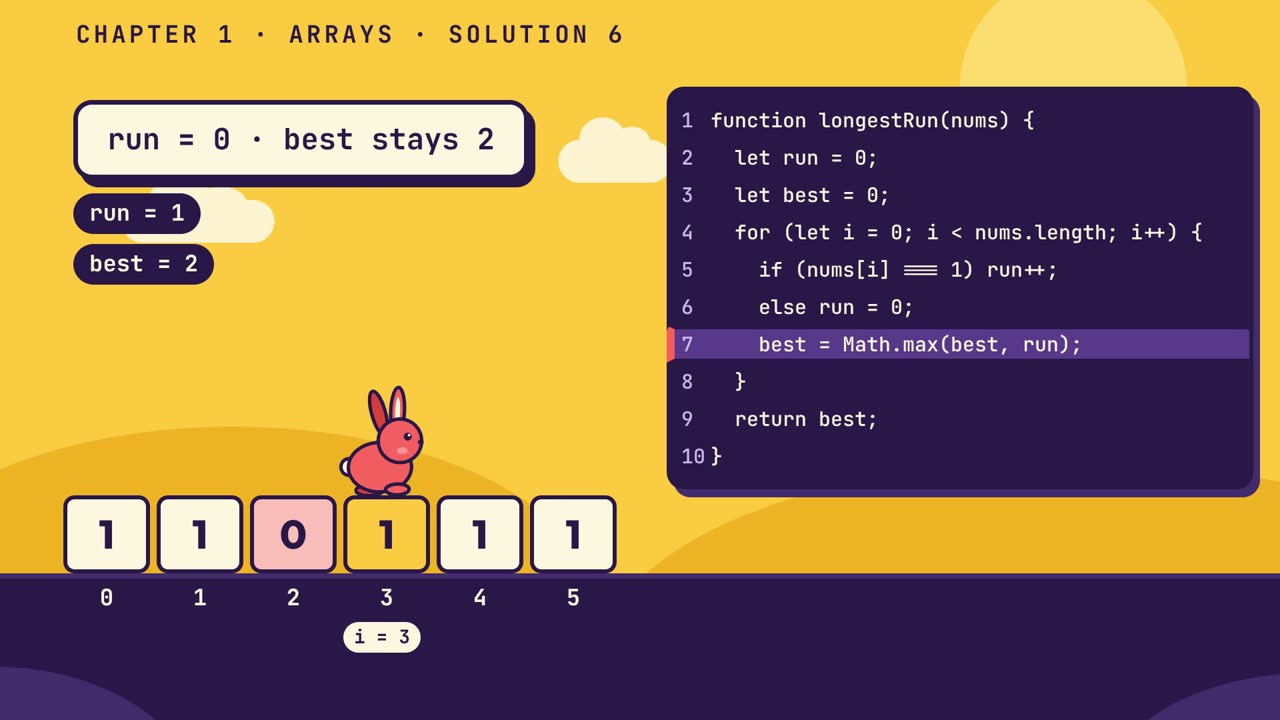 CHAPTER 1 · ARRAYS · SOLUTION 6
run = 0 · best stays 2
run = 1
best = 2
1 function longestRun(nums) {
2 let run = 0;
3 let best = 0;
4 for (let i = 0; i < nums.length; i++) {
5 if (nums[i] === 1) run++;
6 else run = 0;
7 best = Math.max(best, run);
8 }
9 return best;
10 }
1 1 0 1 1 1
0 1 2 3 4 5
i = 3